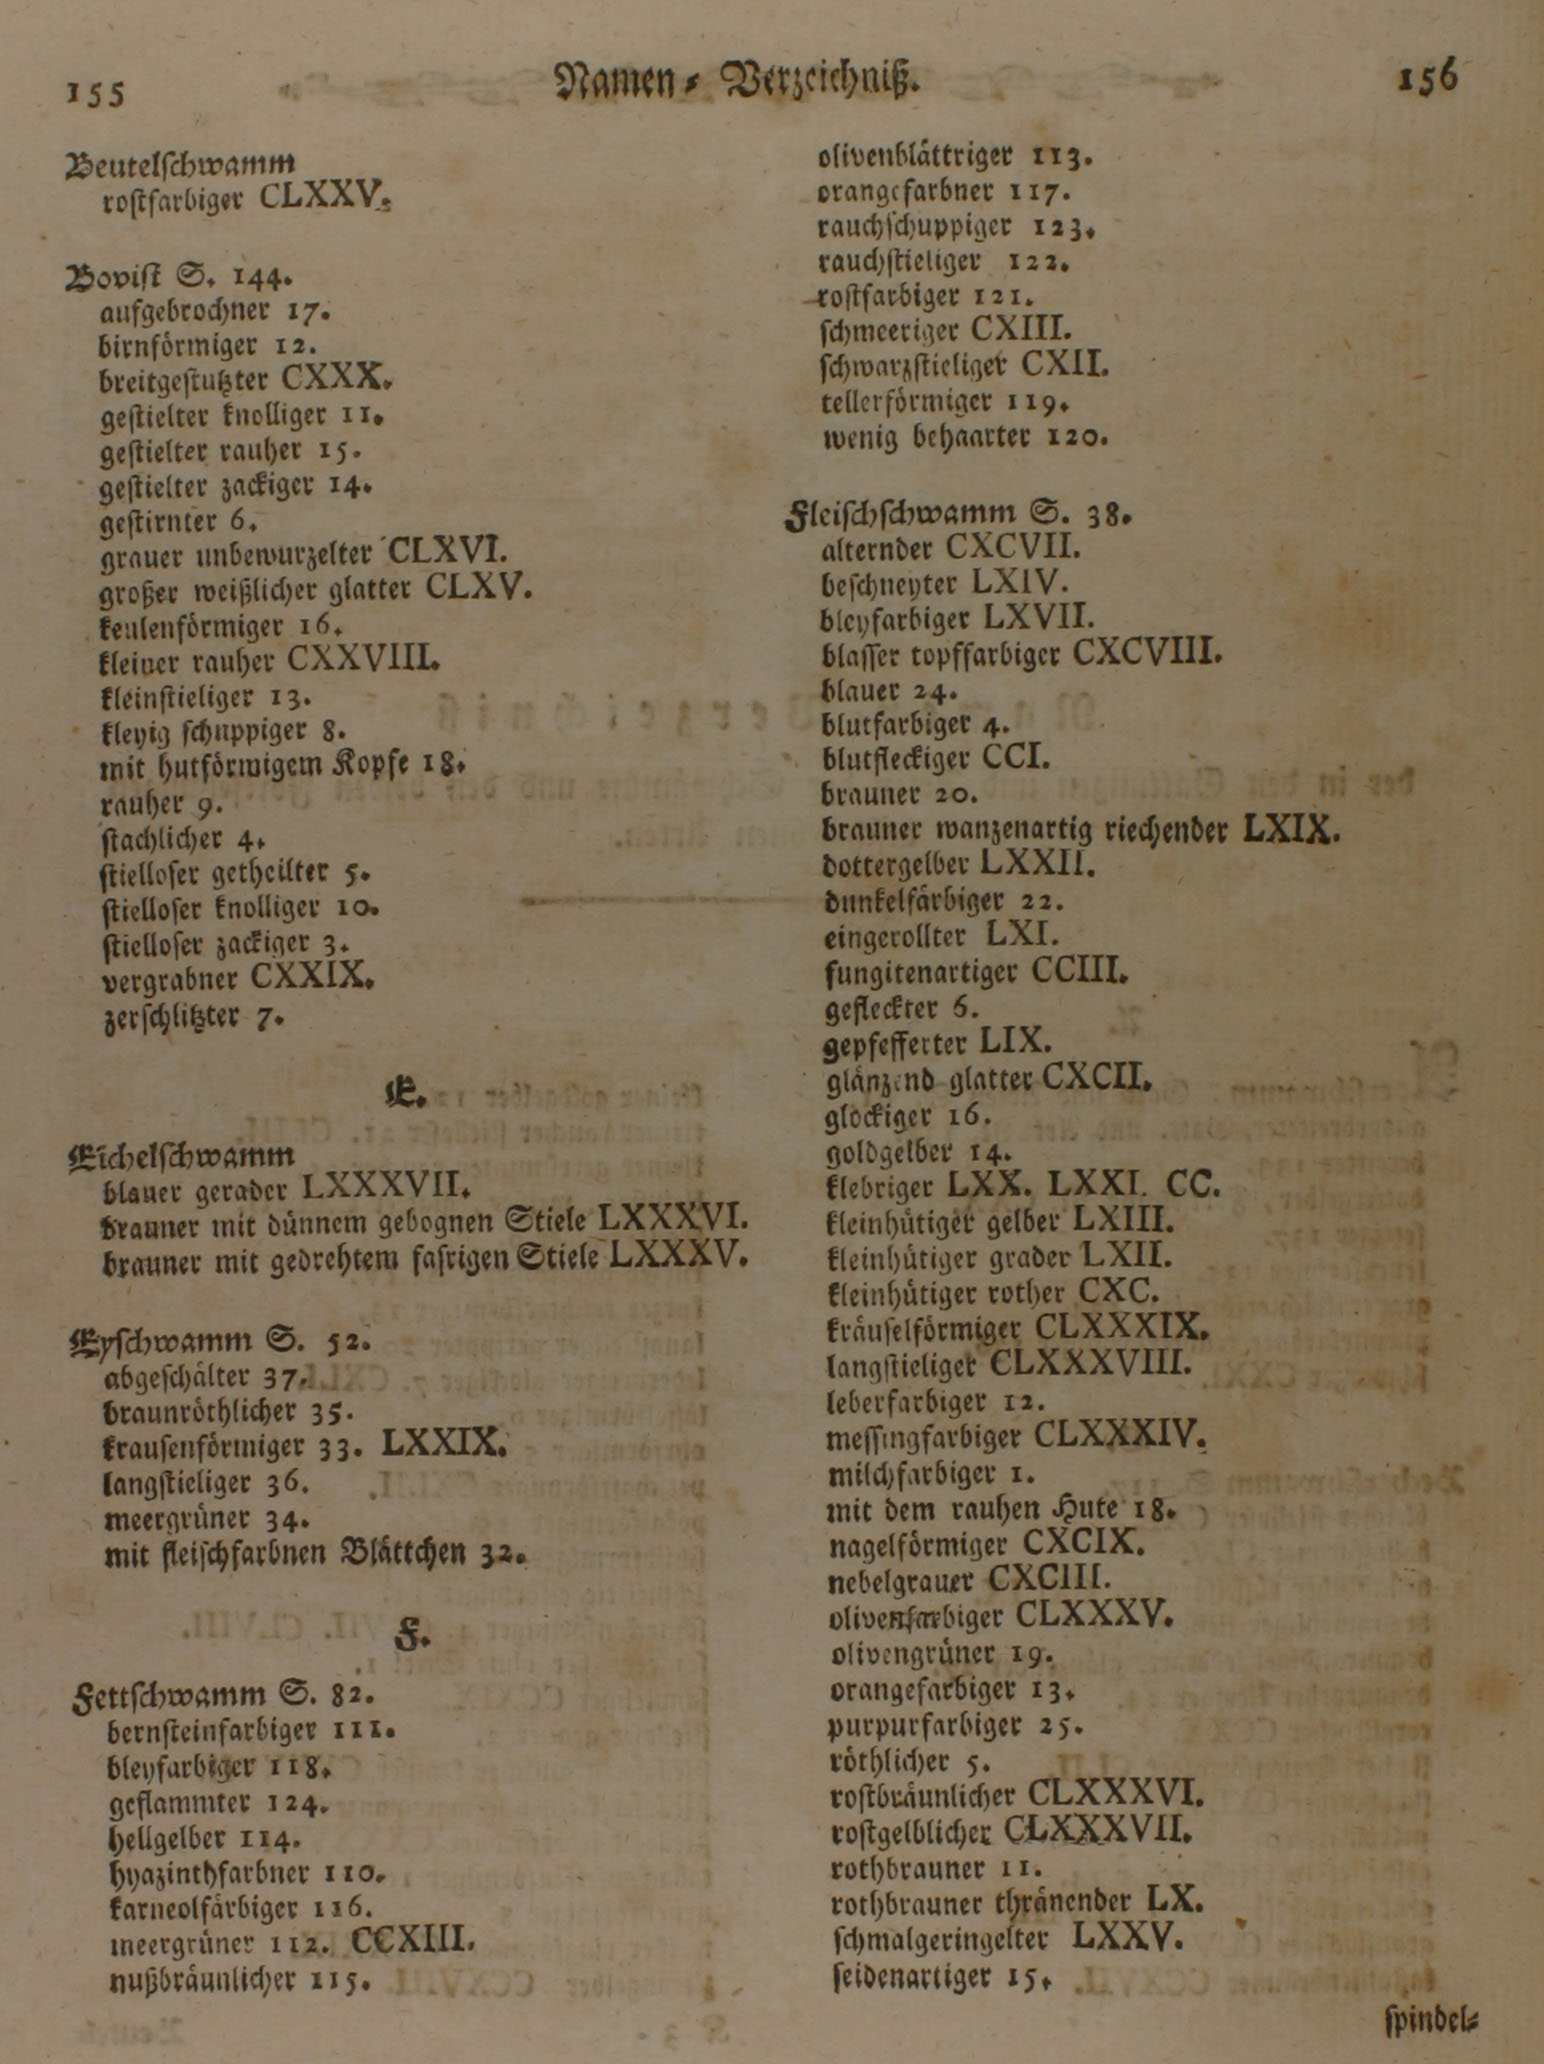 155
Namen-Verzeichniß.
156
Beutelschwamm
rostfarbiger CLXXV.
Bovist S. 144.
aufgebrochner 17.
birnförmiger 12.
breitgestutzter CXXX.
gestielter knolliger 11.
gestielter rauher 15.
gestielter zackiger 14.
gestirnter 6.
grauer unbewurzelter CLXVI.
großer weißlicher glatter CLXV.
keulenförmiger 16.
kleiner rauher CXXVIII.
kleinstieliger 13.
kleyig schuppiger 8.
mit hutförmigem Kopfe 18.
rauher 9.
stachlicher 4.
stielloser getheilter 5.
stielloser knolliger 10.
stielloser zackiger 3.
vergrabner CXXIX.
zerschlitzter 7.
E.
Eichelschwamm
blauer gerader LXXXVII.
brauner mit dünnem gebognen Stiele LXXXVI.
brauner mit gedrehtem fasrigen Stiele LXXXV.
Eyschwamm S. 52.
abgeschälter 37.
braunröthlicher 35.
krausenförmiger 33. LXXIX.
langstieliger 36.
meergrüner 34.
mit fleischfarbnen Blättchen 32.
F.
Fettschwamm S. 82.
bernsteinfarbiger 111.
bleyfarbiger 118.
geflammter 124.
hellgelber 114.
hyazinthfarbner 110.
karneolfärbiger 116.
meergrüner 112. CCXIII.
nußbräunlicher 115.
olivenblättriger 113.
orangefarbner 117.
rauchschuppiger 123.
rauchstieliger 122.
rostfarbiger 121.
schmeeriger CXIII.
schwarzstieliger CXII.
tellerförmiger 119.
wenig behaarter 120.
Fleischschwamm S. 38.
alternder CXCVII.
beschneyter LXIV.
bleyfarbiger LXVII.
blasser topffarbiger CXCVIII.
blauer 24.
blutfarbiger 4.
blutfleckiger CCI.
brauner 20.
brauner wanzenartig riechender LXIX.
dottergelber LXXII.
dunkelfärbiger 22.
eingerollter LXI.
fungitenartiger CCIII.
gefleckter 6.
gepfefferter LIX.
glänzend glatter CXCII.
glockiger 16.
goldgelber 14.
klebriger LXX. LXXI. CC.
kleinhütiger gelber LXIII.
kleinhütiger grader LXII.
kleinhütiger rother CXC.
kräuselförmiger CLXXXIX.
langstieliger CLXXXVIII.
leberfarbiger 12.
messingfarbiger CLXXXIV.
milchfarbiger 1.
mit dem rauhen Hute 18.
nagelförmiger CXCIX.
nebelgrauer CXCIII.
olivenfarbiger CLXXXV.
olivengrüner 19.
orangefarbiger 13.
purpurfarbiger 25.
röthlicher 5.
rostbräunlicher CLXXXVI.
rostgelblicher CLXXXVII.
rothbrauner 11.
rothbrauner thränender LX.
schmalgeringelter LXXV.
seidenartiger 15.
spindel-